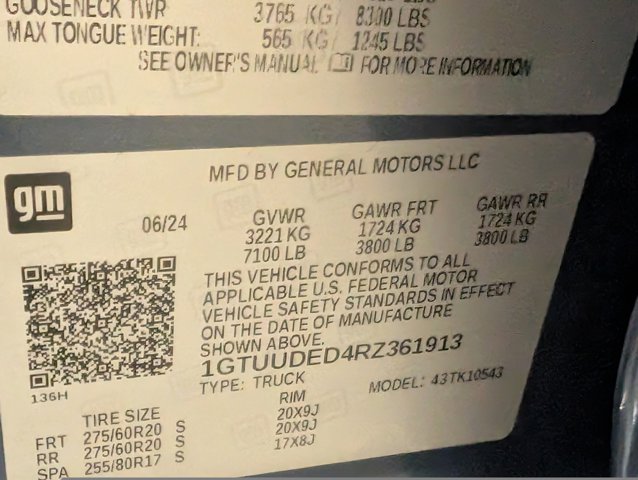 GOOSENECK TWR 3765 KG/ 8300 LBS
MAX TONGUE WEIGHT: 565 KG/ 1245 LBS
SEE OWNER'S MANUAL FOR MORE INFORMATION
gm
MFD BY GENERAL MOTORS LLC
06/24 GVWR GAWR FRT GAWR RR
3221 KG 1724 KG 1724 KG
7100 LB 3800 LB 3800 LB
THIS VEHICLE CONFORMS TO ALL
APPLICABLE U.S. FEDERAL MOTOR
VEHICLE SAFETY STANDARDS IN EFFECT
ON THE DATE OF MANUFACTURE
SHOWN ABOVE.
1GTUUDED4RZ361913
TYPE: TRUCK MODEL: 43TK10543
136H
TIRE SIZE RIM
FRT 275/60R20 S 20X9J
RR 275/60R20 S 20X9J
SPA 255/80R17 S 17X8J